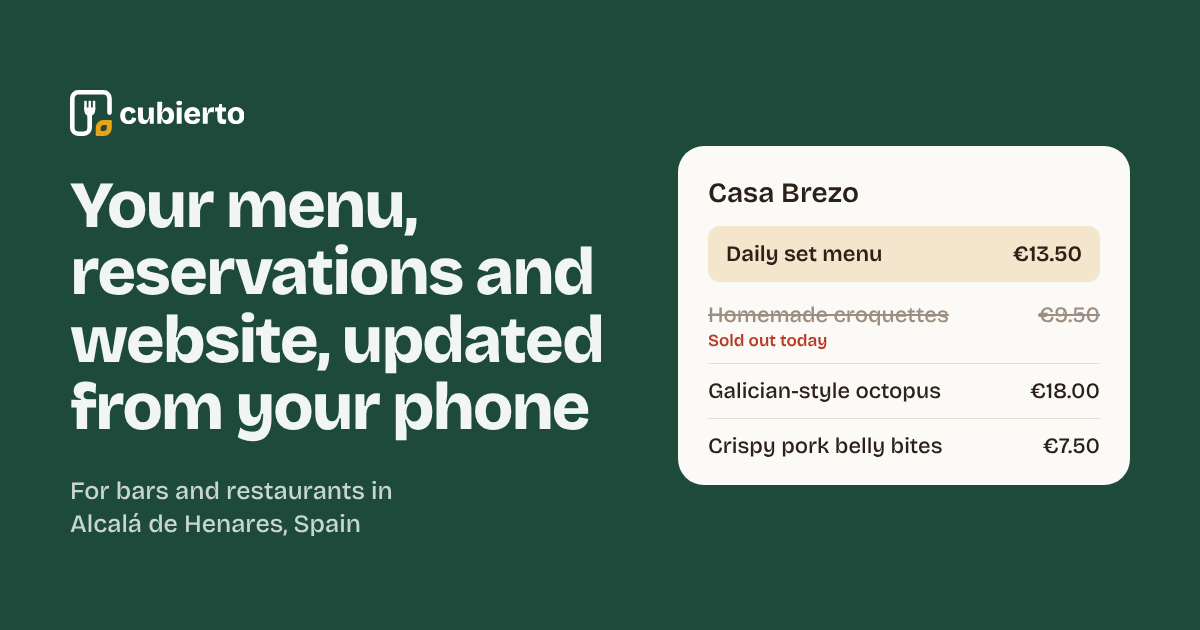 cubierto
Your menu,
reservations and
website, updated
from your phone
For bars and restaurants in
Alcalá de Henares, Spain
Casa Brezo
Daily set menu €13.50
Homemade croquettes €9.50
Sold out today
Galician-style octopus €18.00
Crispy pork belly bites €7.50